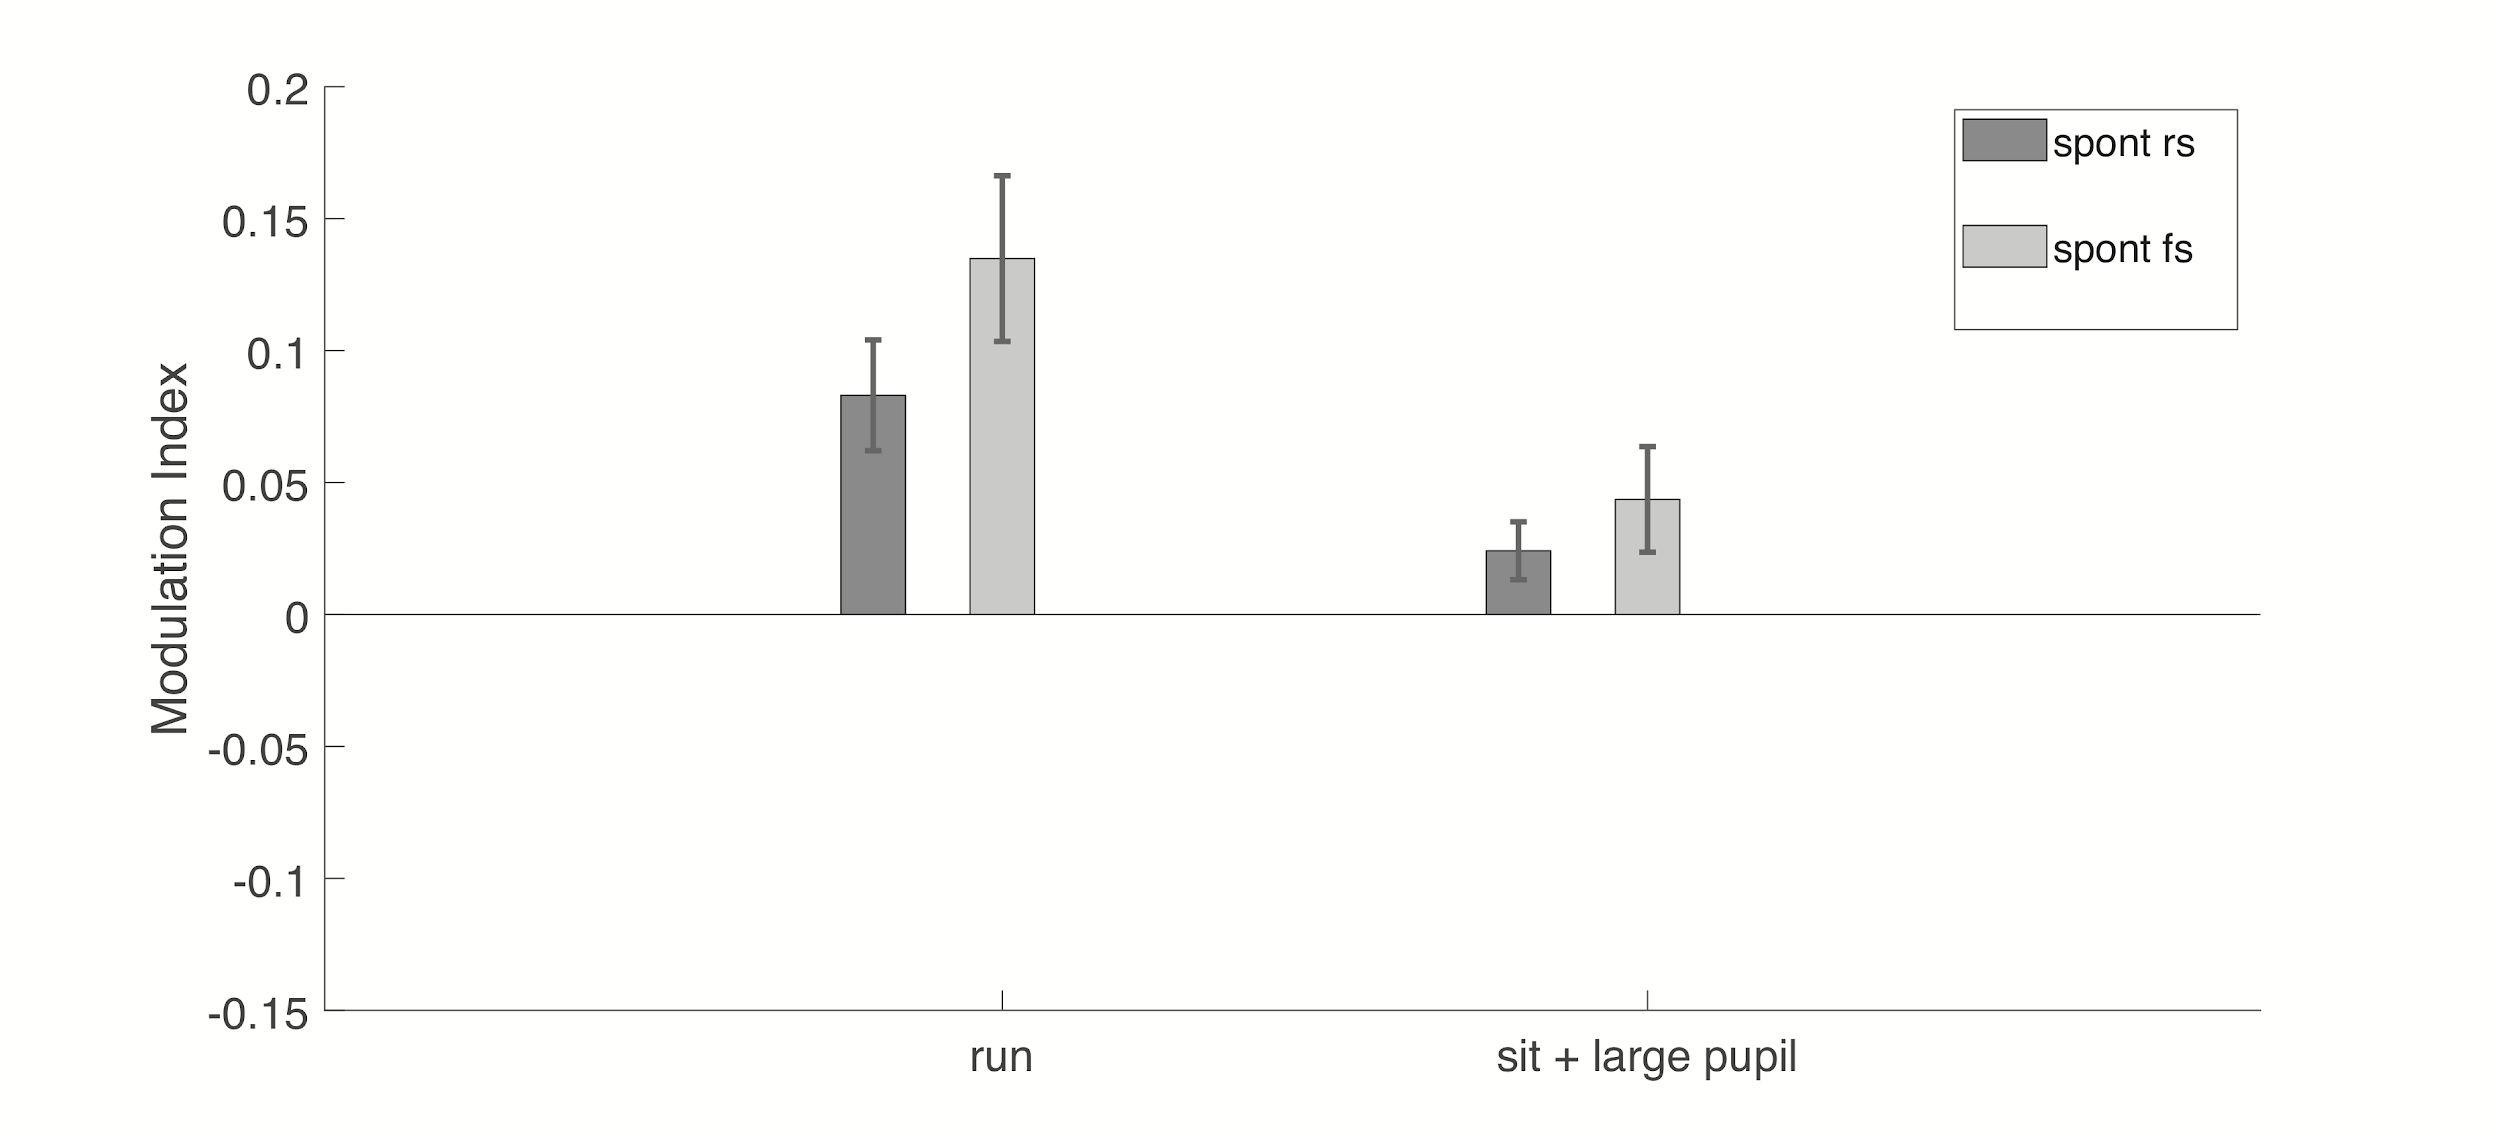 0.2
0.15
0.1
0.05
0
-0.05
-0.1
-0.15
Modulation Index
run
sit + large pupil
spont rs
spont fs